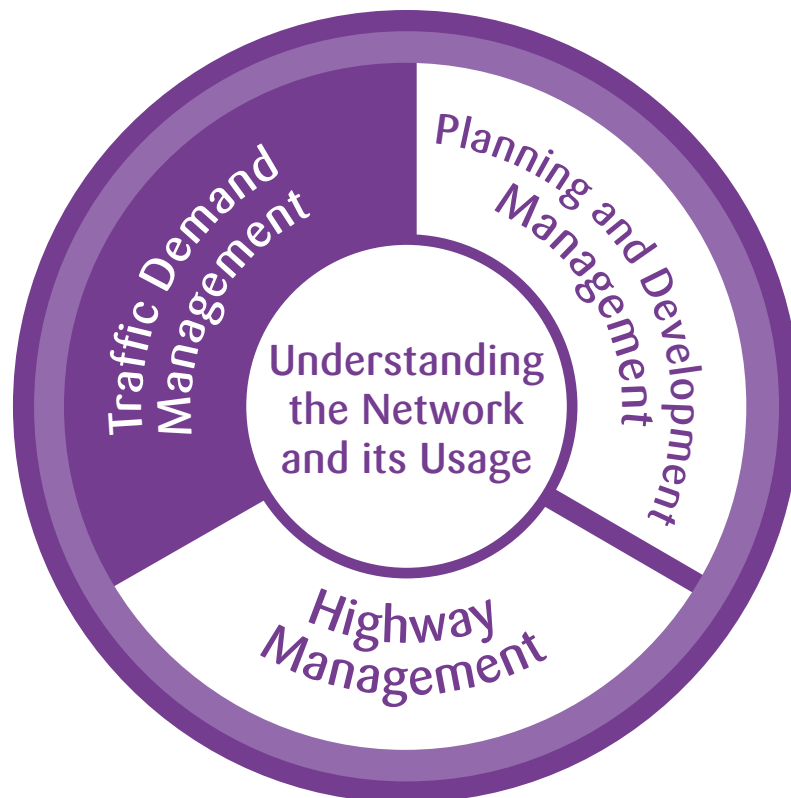 Traffic Demand
Management
Planning and Development
Management
Understanding
the Network
and its Usage
Highway
Management